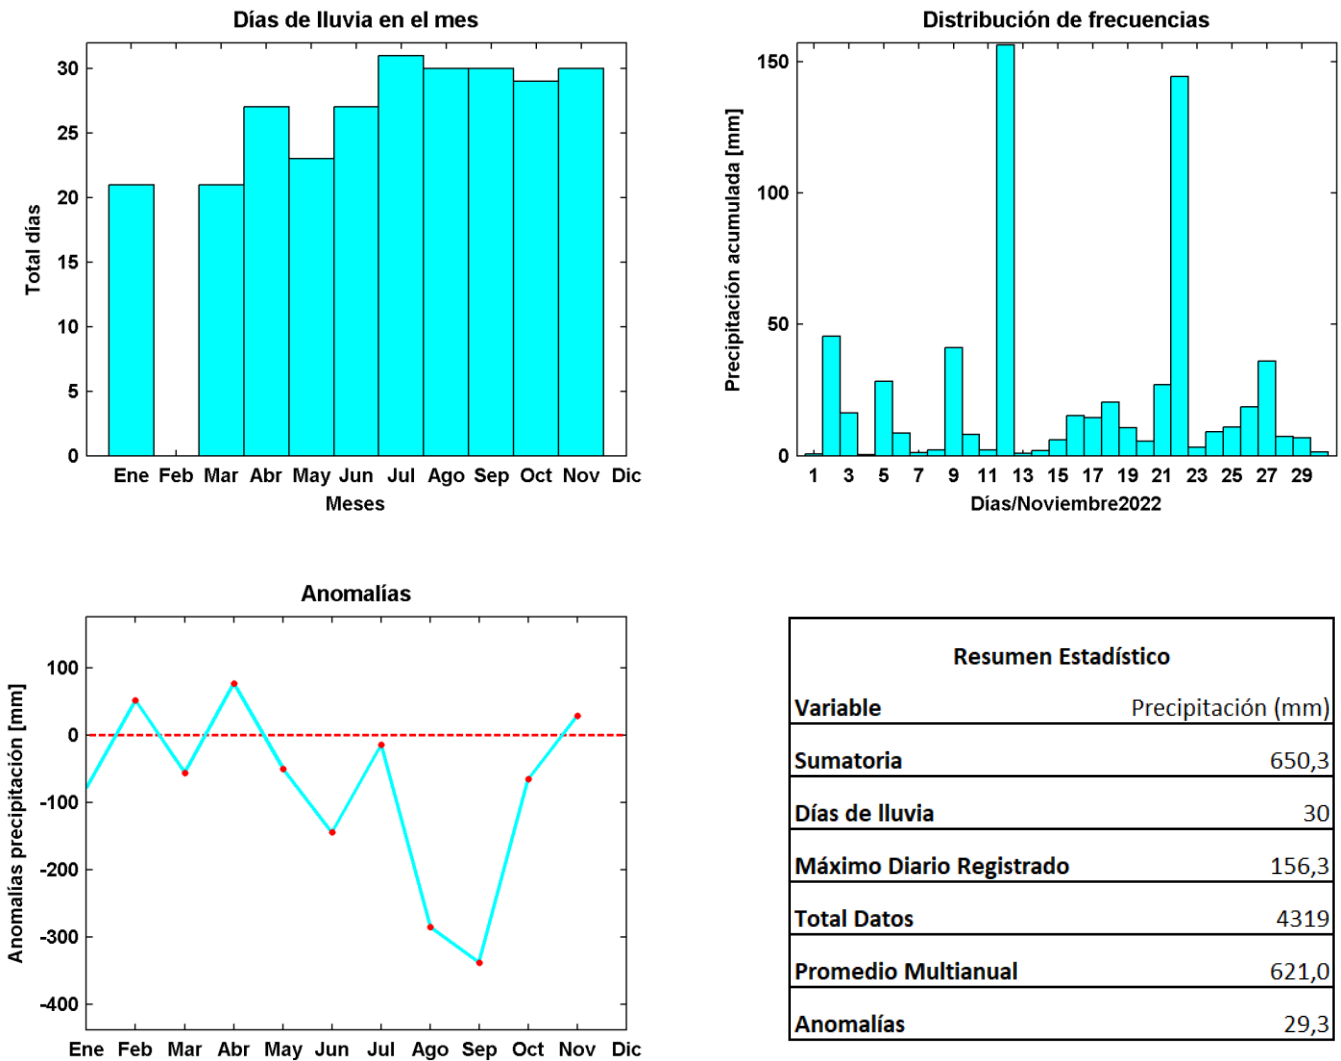 Días de lluvia en el mes
Total días
30
25
20
15
10
5
0
Ene Feb Mar Abr May Jun Jul Ago Sep Oct Nov Dic
Meses
Distribución de frecuencias
Precipitación acumulada [mm]
150
100
50
0
1 3 5 7 9 11 13 15 17 19 21 23 25 27 29
Días/Noviembre2022
Anomalías
Anomalías precipitación [mm]
100
0
-100
-200
-300
-400
Ene Feb Mar Abr May Jun Jul Ago Sep Oct Nov Dic
Resumen Estadístico
Variable Precipitación (mm)
Sumatoria 650,3
Días de lluvia 30
Máximo Diario Registrado 156,3
Total Datos 4319
Promedio Multianual 621,0
Anomalías 29,3